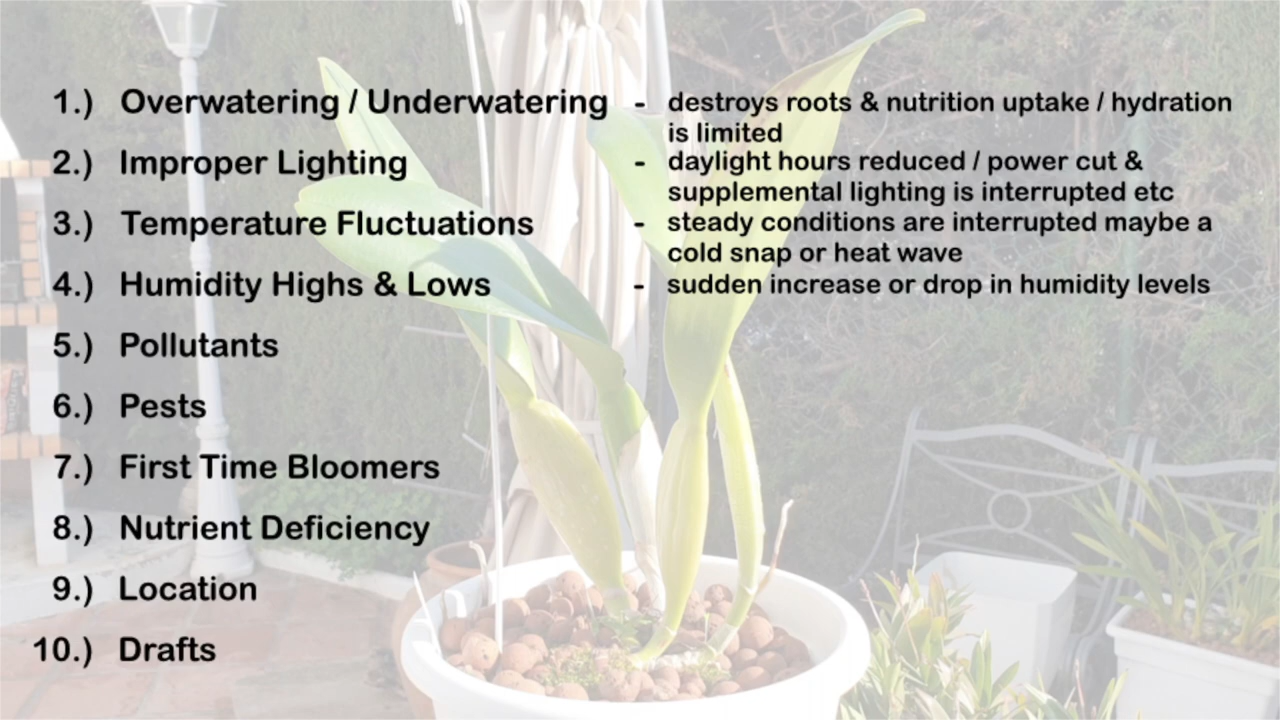 1.) Overwatering / Underwatering - destroys roots & nutrition uptake / hydration
is limited
2.) Improper Lighting - daylight hours reduced / power cut &
supplemental lighting is interrupted etc
3.) Temperature Fluctuations - steady conditions are interrupted maybe a
cold snap or heat wave
4.) Humidity Highs & Lows - sudden increase or drop in humidity levels
5.) Pollutants
6.) Pests
7.) First Time Bloomers
8.) Nutrient Deficiency
9.) Location
10.) Drafts